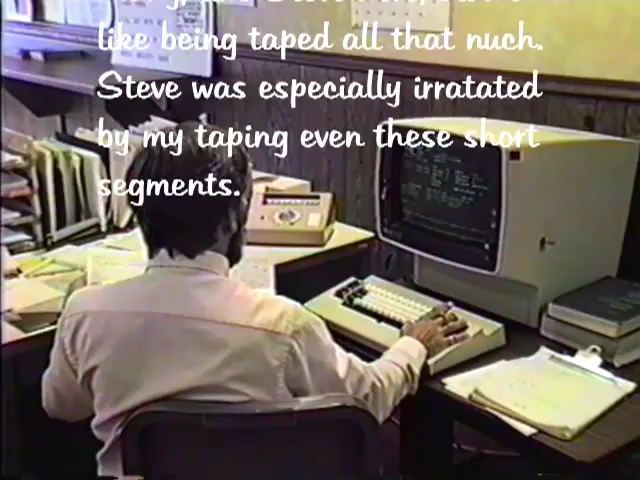 like being taped all that nuch.
Steve was especially irratated
by my taping even these short
segments.